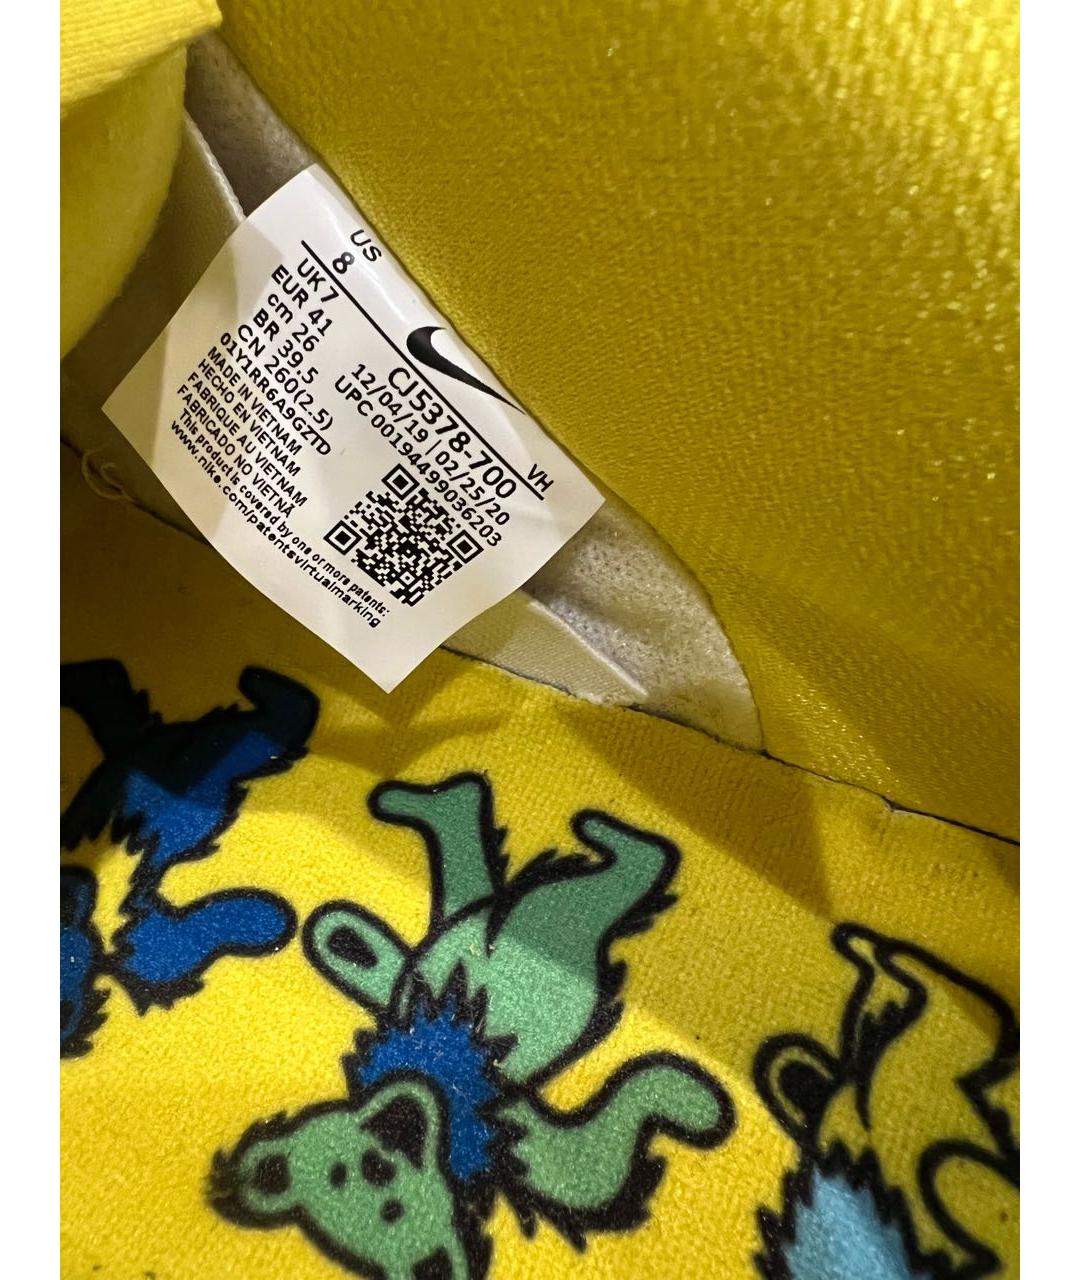 US
8
UK 7
EUR 41
cm 26
BR 39.5
CN 260(2.5)
01Y1RR6A9GZTD
MADE IN VIETNAM
HECHO EN VIETNAM
FABRIQUE AU VIETNAM
FABRICADO NO VIETNÃ
This product is covered by one or more patents:
www.nike.com/patentsvirtualmarking
VH
CJ5378-700
12/04/19 | 02/25/20
UPC 00194499036203